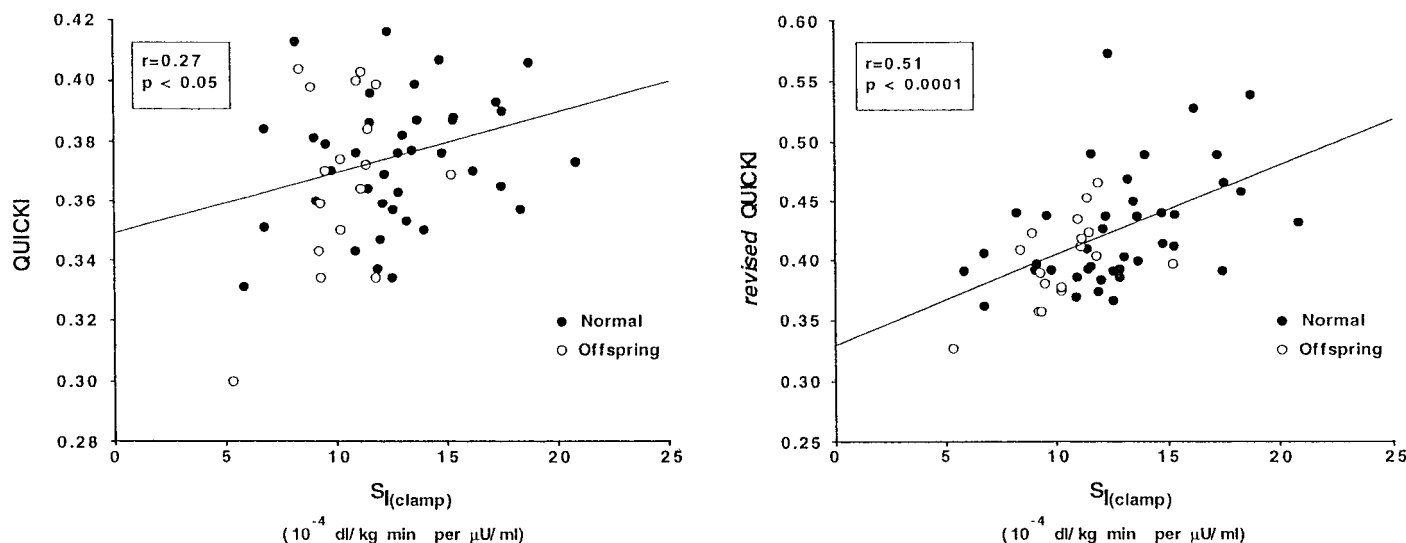 0.42
0.40
0.38
0.36
0.34
0.32
0.30
0.28
QUICKI
r=0.27
p < 0.05
Normal
Offspring
0 5 10 15 20 25
SI(clamp)
(10-4 dl/kg min per μU/ml)
0.60
0.55
0.50
0.45
0.40
0.35
0.30
0.25
revised QUICKI
r=0.51
p < 0.0001
Normal
Offspring
0 5 10 15 20 25
SI(clamp)
(10-4 dl/kg min per μU/ml)